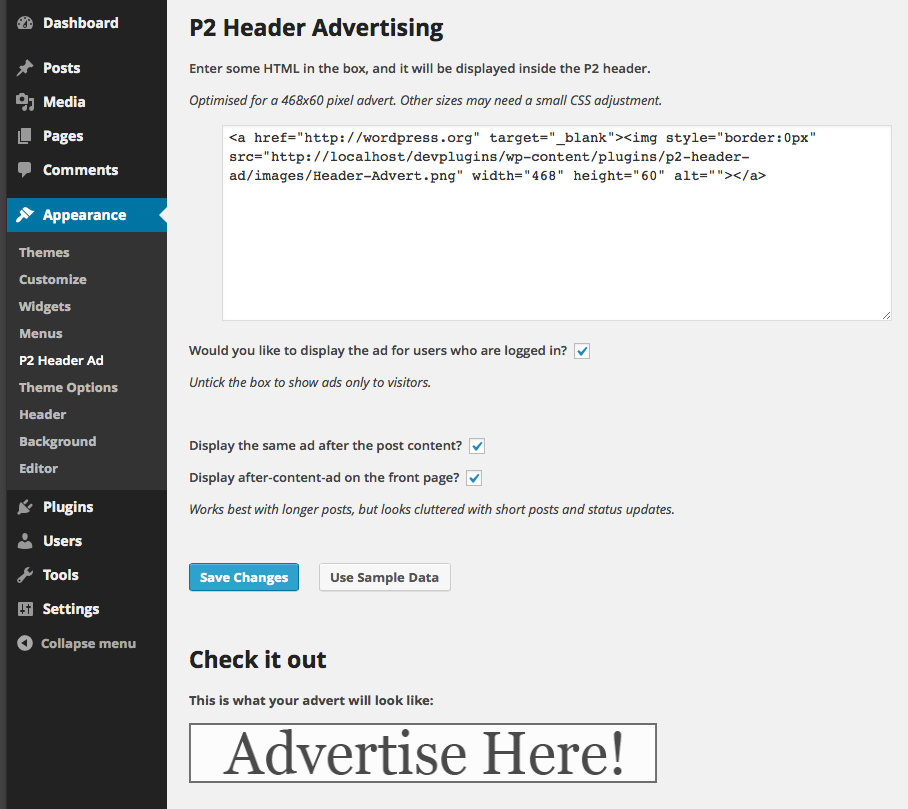 Dashboard
Posts
Media
Pages
Comments
Appearance
Themes
Customize
Widgets
Menus
P2 Header Ad
Theme Options
Header
Background
Editor
Plugins
Users
Tools
Settings
Collapse menu
P2 Header Advertising
Enter some HTML in the box, and it will be displayed inside the P2 header.
Optimised for a 468x60 pixel advert. Other sizes may need a small CSS adjustment.
<a href="http://wordpress.org" target="_blank"><img style="border:0px"
src="http://localhost/devplugins/wp-content/plugins/p2-header-
ad/images/Header-Advert.png" width="468" height="60" alt=""></a>
Would you like to display the ad for users who are logged in?
Untick the box to show ads only to visitors.
Display the same ad after the post content?
Display after-content-ad on the front page?
Works best with longer posts, but looks cluttered with short posts and status updates.
Save Changes
Use Sample Data
Check it out
This is what your advert will look like:
Advertise Here!